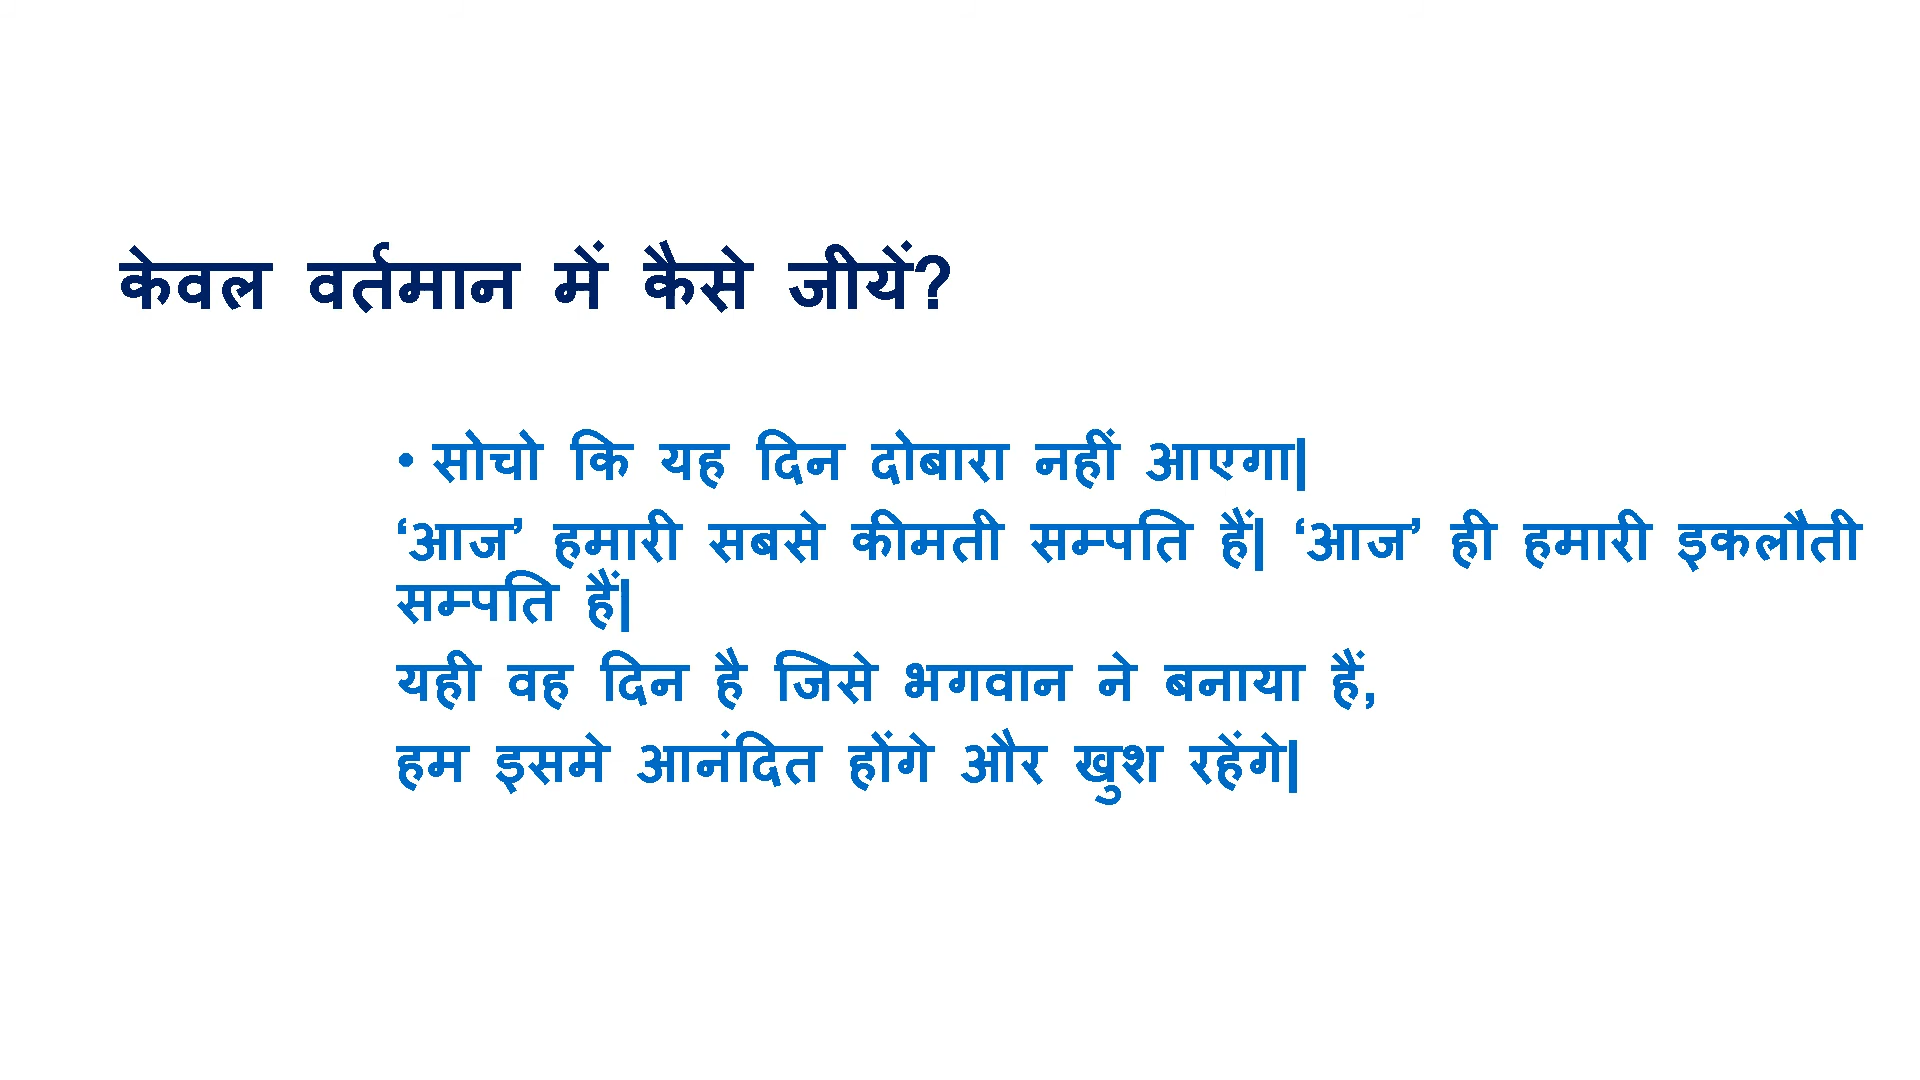 केवल वर्तमान में कैसे जीयें?
• सोचो कि यह दिन दोबारा नहीं आएगा|
‘आज’ हमारी सबसे कीमती सम्पति हैं| ‘आज’ ही हमारी इकलौती
सम्पति हैं|
यही वह दिन है जिसे भगवान ने बनाया हैं,
हम इसमे आनंदित होंगे और खुश रहेंगे|